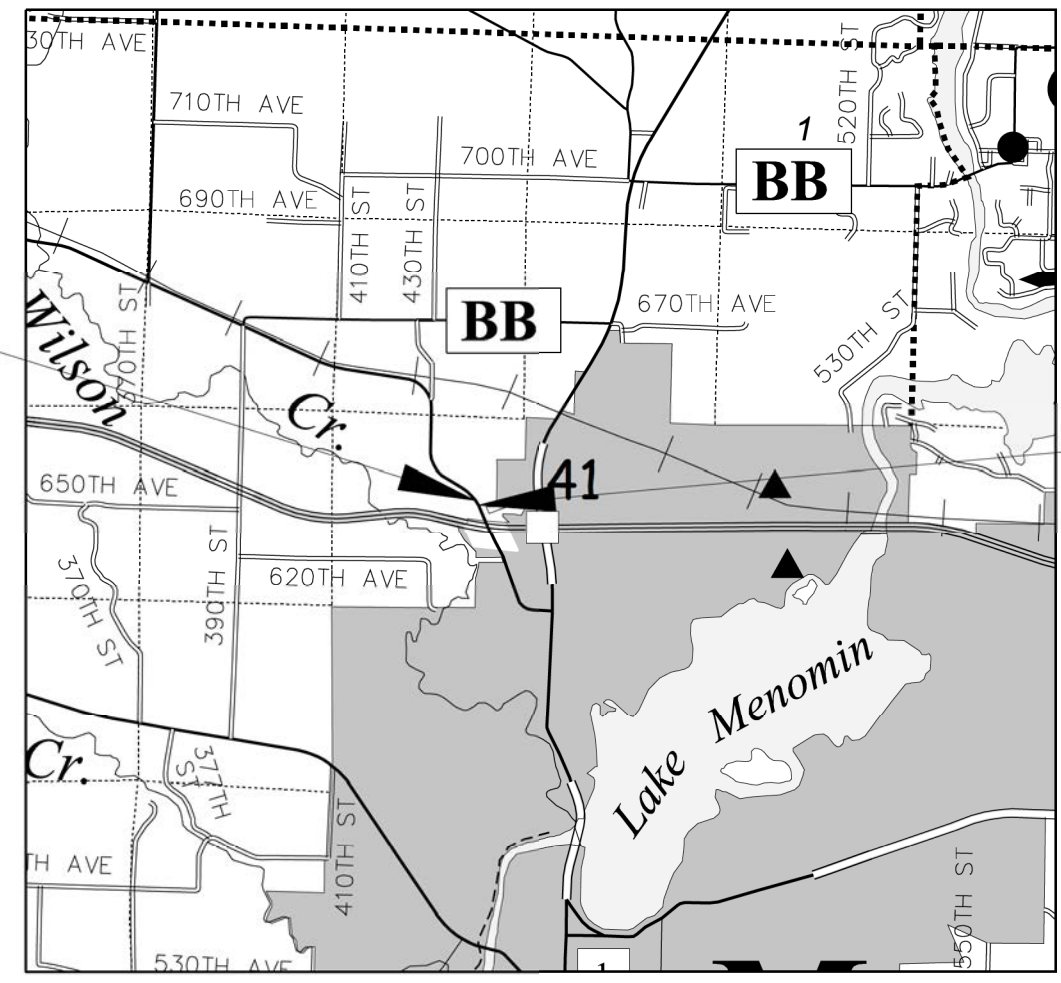 30TH AVE
710TH AVE
520TH ST
1
700TH AVE
BB
690TH AVE
410TH ST
430TH ST
Wilson
Cr.
BB
670TH AVE
530TH ST
41
650TH AVE
620TH AVE
370TH ST
390TH ST
Lake Menomin
Cr.
377TH
ST
TH AVE
410TH ST
550TH ST
530TH AVE